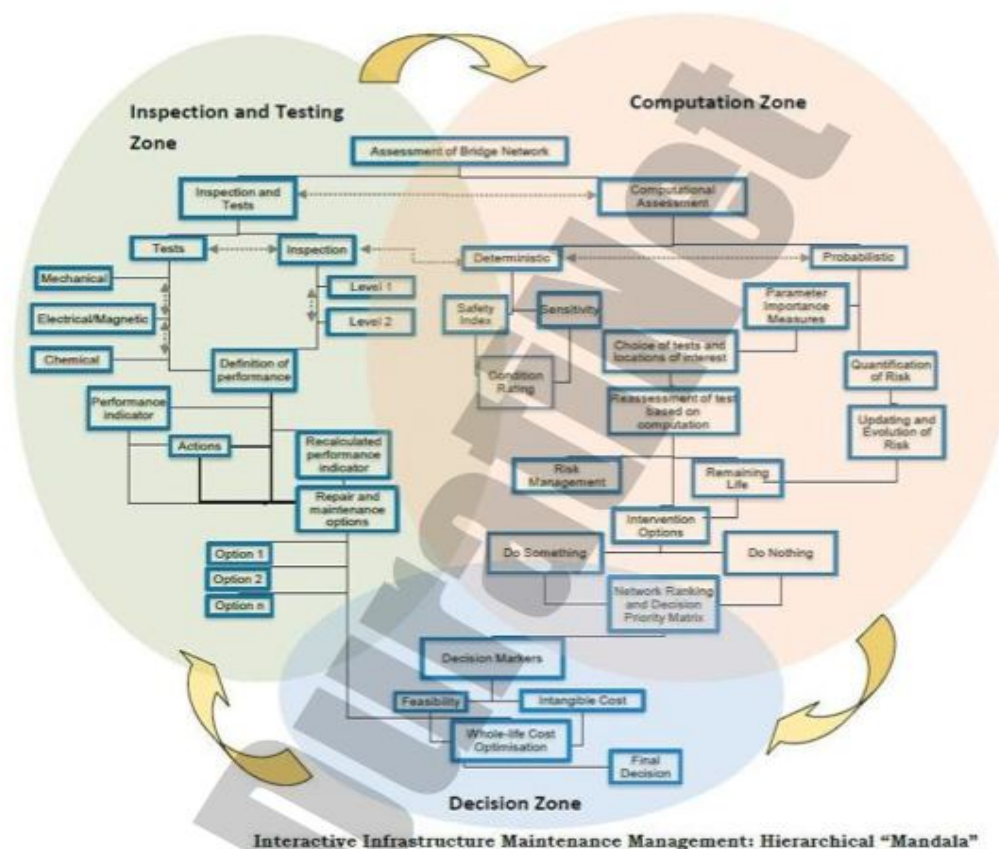 Inspection and Testing
Zone
Computation Zone
Assessment of Bridge Network
Inspection and
Tests
Computational
Assessment
Tests
Inspection
Deterministic
Probabilistic
Mechanical
Level 1
Electrical/Magnetic
Level 2
Chemical
Safety
Index
Sensitivity
Parameter
Importance
Measures
Choice of tests and
locations of interest
Definition of
performance
Condition
Rating
Quantification
of Risk
Performance
indicator
Reassessment of test
based on
computation
Updating and
Evolution of
Risk
Actions
Recalculated
performance
indicator
Risk
Management
Remaining
Life
Repair and
maintenance
options
Intervention
Options
Option 1
Option 2
Option n
Do Something
Do Nothing
Network Ranking
and Decision
Priority Matrix
Decision Markers
Feasibility
Intangible Cost
Whole-life Cost
Optimisation
Final
Decision
Decision Zone
DuratiNet
Interactive Infrastructure Maintenance Management: Hierarchical “Mandala”